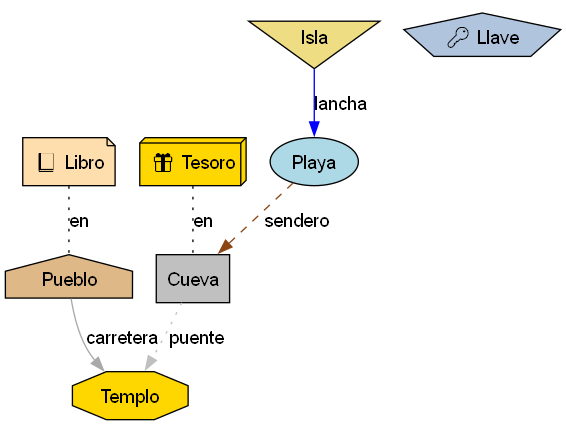 Isla
Llave
lancha
Libro
Tesoro
Playa
en
en
sendero
Pueblo
Cueva
carretera
puente
Templo